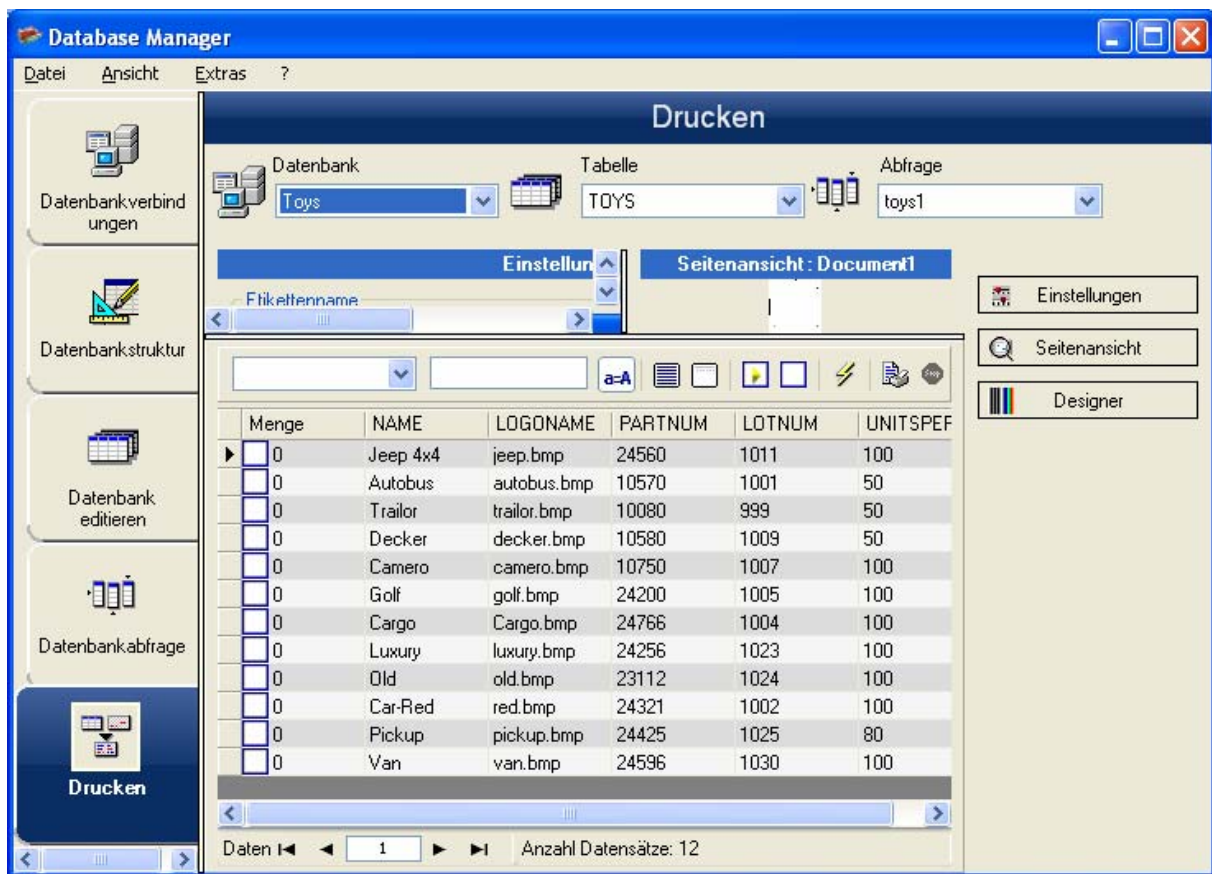 Database Manager
Datei Ansicht Extras ?
Drucken
Datenbankverbind
ungen
Datenbankstruktur
Datenbank
editieren
Datenbankabfrage
Drucken
Datenbank Tabelle Abfrage
Toys TOYS toys1
Einstellun
Etikettenname
Seitenansicht : Document1
Einstellungen
Seitenansicht
Designer
a=A
Menge NAME LOGONAME PARTNUM LOTNUM UNITSPER
0 Jeep 4x4 jeep.bmp 24560 1011 100
0 Autobus autobus.bmp 10570 1001 50
0 Trailor trailor.bmp 10080 999 50
0 Decker decker.bmp 10580 1009 50
0 Camero camero.bmp 10750 1007 100
0 Golf golf.bmp 24200 1005 100
0 Cargo Cargo.bmp 24766 1004 100
0 Luxury luxury.bmp 24256 1023 100
0 Old old.bmp 23112 1024 100
0 Car-Red red.bmp 24321 1002 100
0 Pickup pickup.bmp 24425 1025 80
0 Van van.bmp 24596 1030 100
Daten 1 Anzahl Datensätze: 12